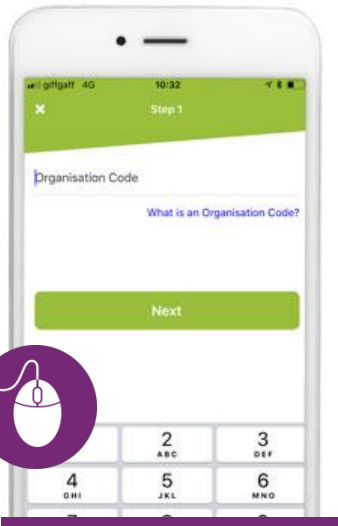 giffgaff 4G 10:32
Step 1
Organisation Code
What is an Organisation Code?
Next
2 3
ABC DEF
4 5 6
GHI JKL MNO